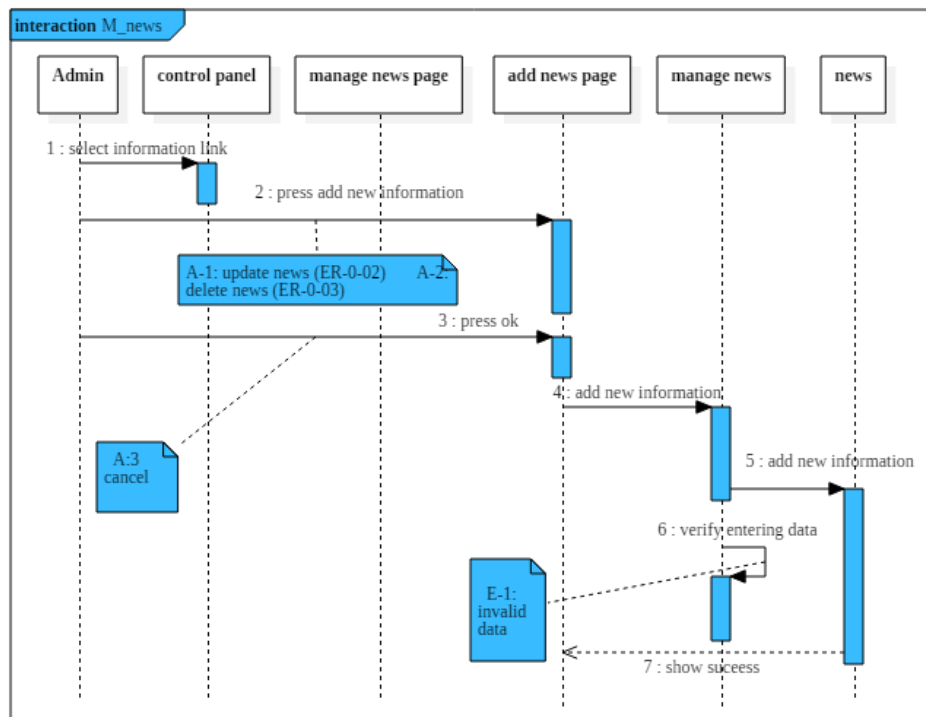 interaction M_news
Admin
control panel
manage news page
add news page
manage news
news
1 : select information link
2 : press add new information
A-1: update news (ER-0-02) A-2:
delete news (ER-0-03)
3 : press ok
4 : add new information
A:3
cancel
5 : add new information
6 : verify entering data
E-1:
invalid
data
7 : show suceess